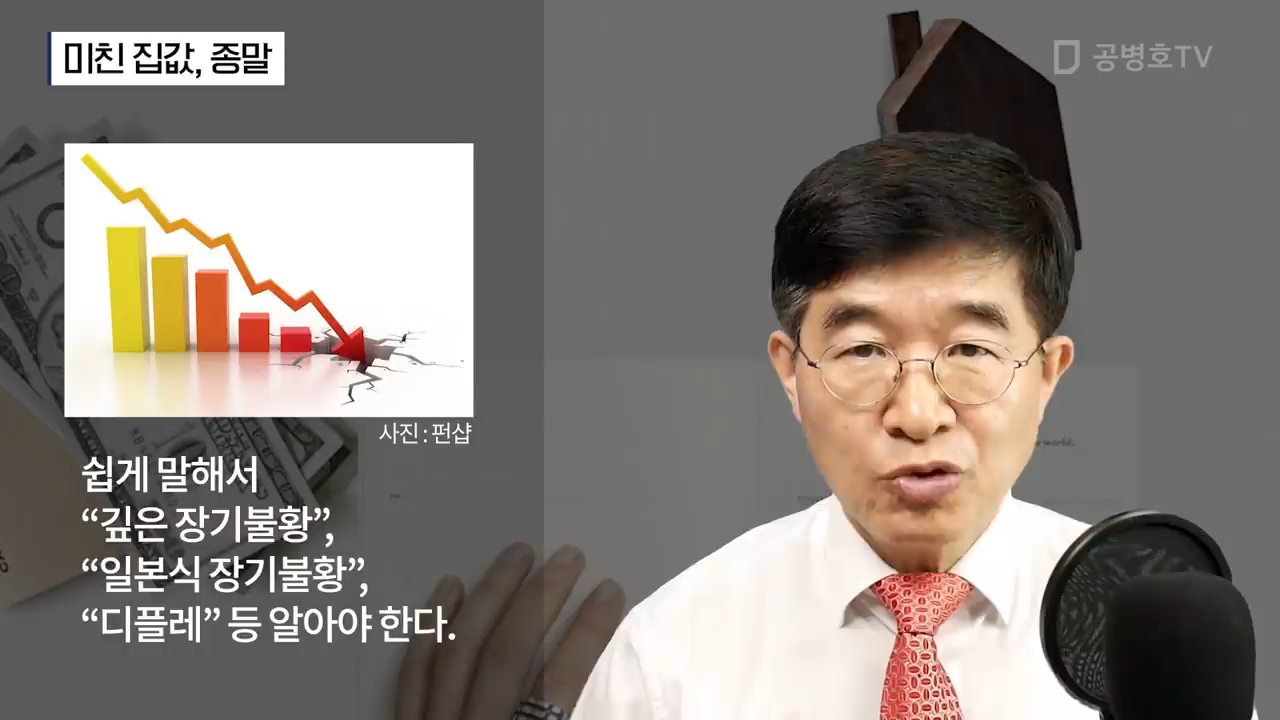 미친 집값, 종말
공병호TV
사진 : 펀샵
쉽게 말해서
“깊은 장기불황”,
“일본식 장기불황”,
“디플레” 등 알아야 한다.
world.